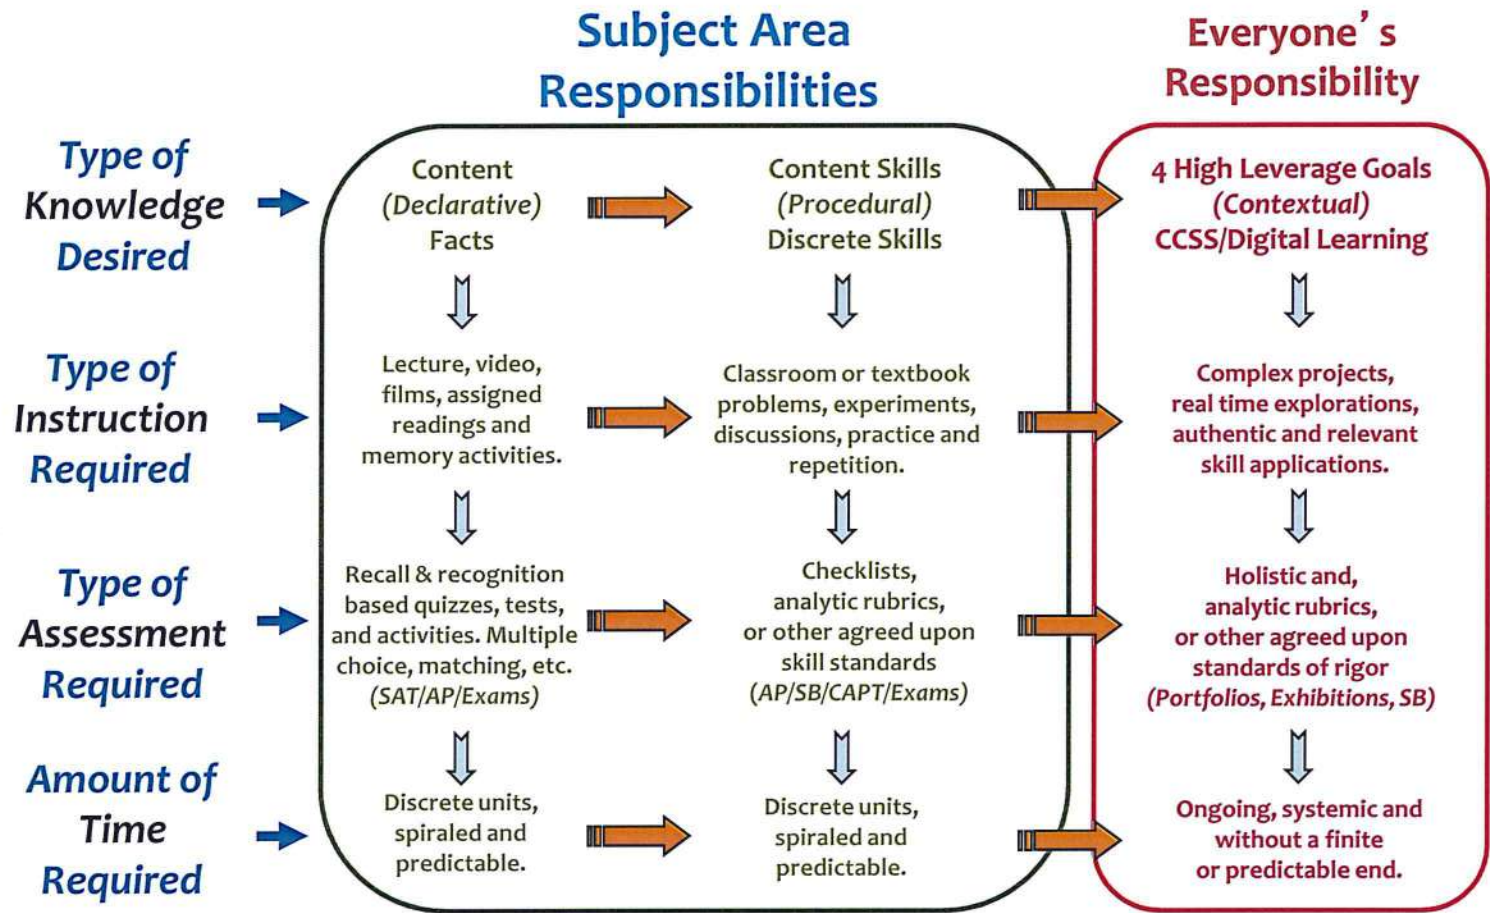 Subject Area
Responsibilities
Everyone's
Responsibility
Type of
Knowledge
Desired
Content
(Declarative)
Facts
Content Skills
(Procedural)
Discrete Skills
4 High Leverage Goals
(Contextual)
CCSS/Digital Learning
Type of
Instruction
Required
Lecture, video,
films, assigned
readings and
memory activities.
Classroom or textbook
problems, experiments,
discussions, practice and
repetition.
Complex projects,
real time explorations,
authentic and relevant
skill applications.
Type of
Assessment
Required
Recall & recognition
based quizzes, tests,
and activities. Multiple
choice, matching, etc.
(SAT/AP/Exams)
Checklists,
analytic rubrics,
or other agreed upon
skill standards
(AP/SB/CAPT/Exams)
Holistic and,
analytic rubrics,
or other agreed upon
standards of rigor
(Portfolios, Exhibitions, SB)
Amount of
Time
Required
Discrete units,
spiraled and
predictable.
Discrete units,
spiraled and
predictable.
Ongoing, systemic and
without a finite
or predictable end.